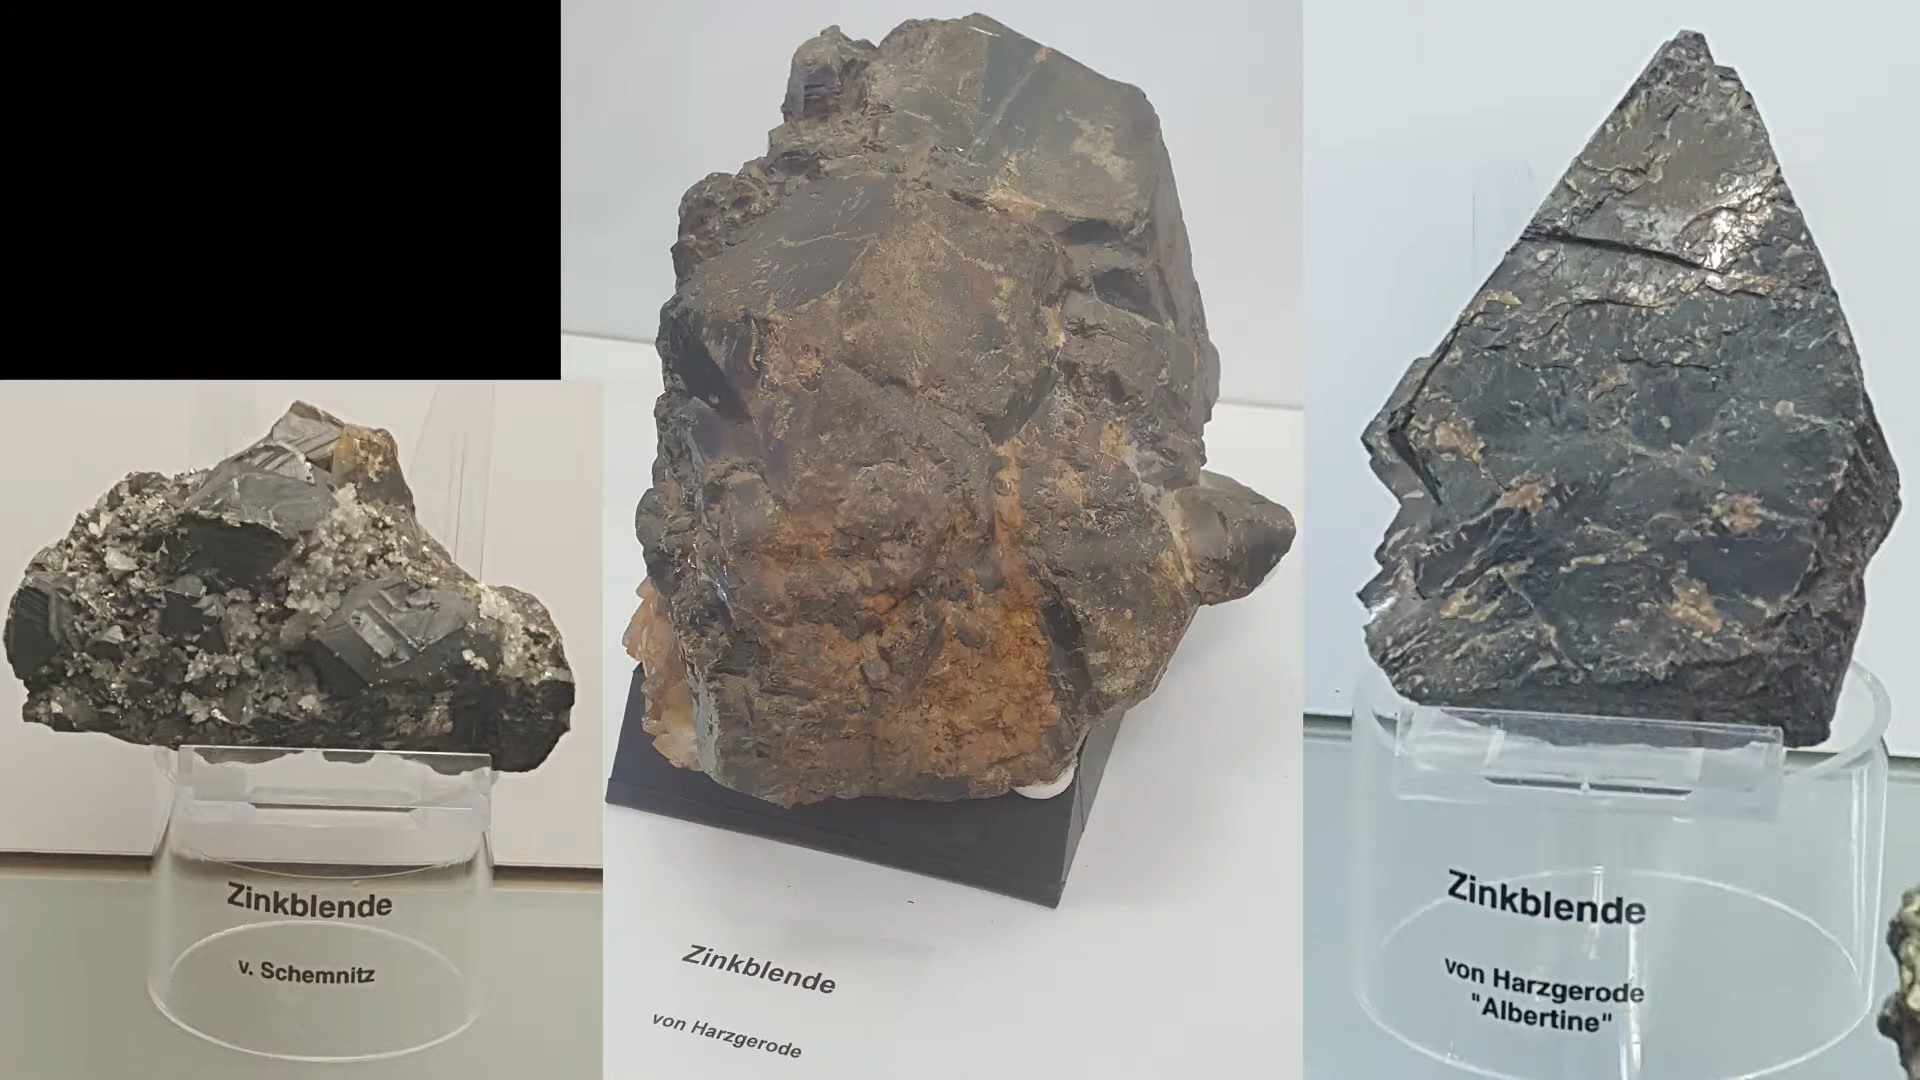 Zinkblende
v. Schemnitz
Zinkblende
von Harzgerode
Zinkblende
von Harzgerode
"Albertine"